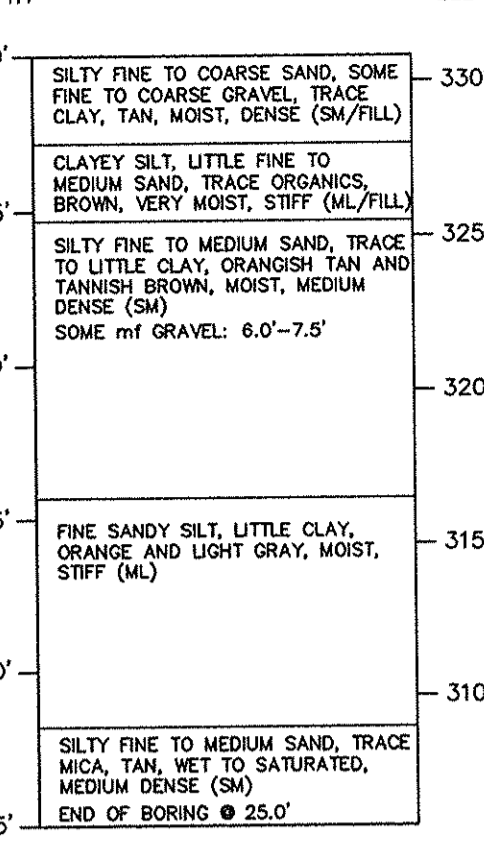 330
SILTY FINE TO COARSE SAND, SOME
FINE TO COARSE GRAVEL, TRACE
CLAY, TAN, MOIST, DENSE (SM/FILL)
CLAYEY SILT, LITTLE FINE TO
MEDIUM SAND, TRACE ORGANICS,
BROWN, VERY MOIST, STIFF (ML/FILL)
325
SILTY FINE TO MEDIUM SAND, TRACE
TO LITTLE CLAY, ORANGISH TAN AND
TANNISH BROWN, MOIST, MEDIUM
DENSE (SM)
SOME mf GRAVEL: 6.0'-7.5'
320
FINE SANDY SILT, LITTLE CLAY,
ORANGE AND LIGHT GRAY, MOIST,
STIFF (ML)
315
310
SILTY FINE TO MEDIUM SAND, TRACE
MICA, TAN, WET TO SATURATED,
MEDIUM DENSE (SM)
END OF BORING @ 25.0'